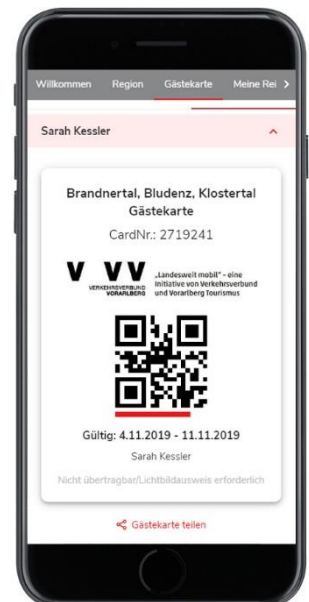 Willkommen Region Gästekarte Meine Rei
Sarah Kessler
Brandnertal, Bludenz, Klostertal
Gästekarte
CardNr.: 2719241
V VV
VERKEHRSVERBUND
VORARLBERG
„Landesweit mobil" – eine
Initiative von Verkehrsverbund
und Vorarlberg Tourismus
Gültig: 4.11.2019 - 11.11.2019
Sarah Kessler
Nicht übertragbar/Lichtbildausweis erforderlich
Gästekarte teilen